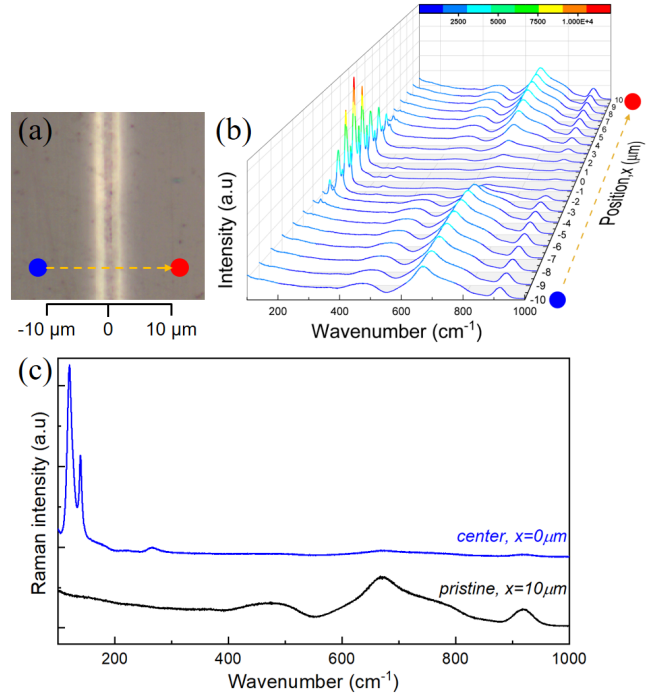 2500 5000 7500 1.000E+4
(a)
(b)
Intensity (a.u)
10
9
8
7
6
5
4
3
2
1
0
-1
-2
-3
-4
-5
-6
-7
-8
-9
-10
Position,x (μm)
-10 μm 0 10 μm
200 400 600 800 1000
Wavenumber (cm⁻¹)
(c)
Raman intensity (a.u)
center, x=0μm
pristine, x=10μm
200 400 600 800 1000
Wavenumber (cm⁻¹)